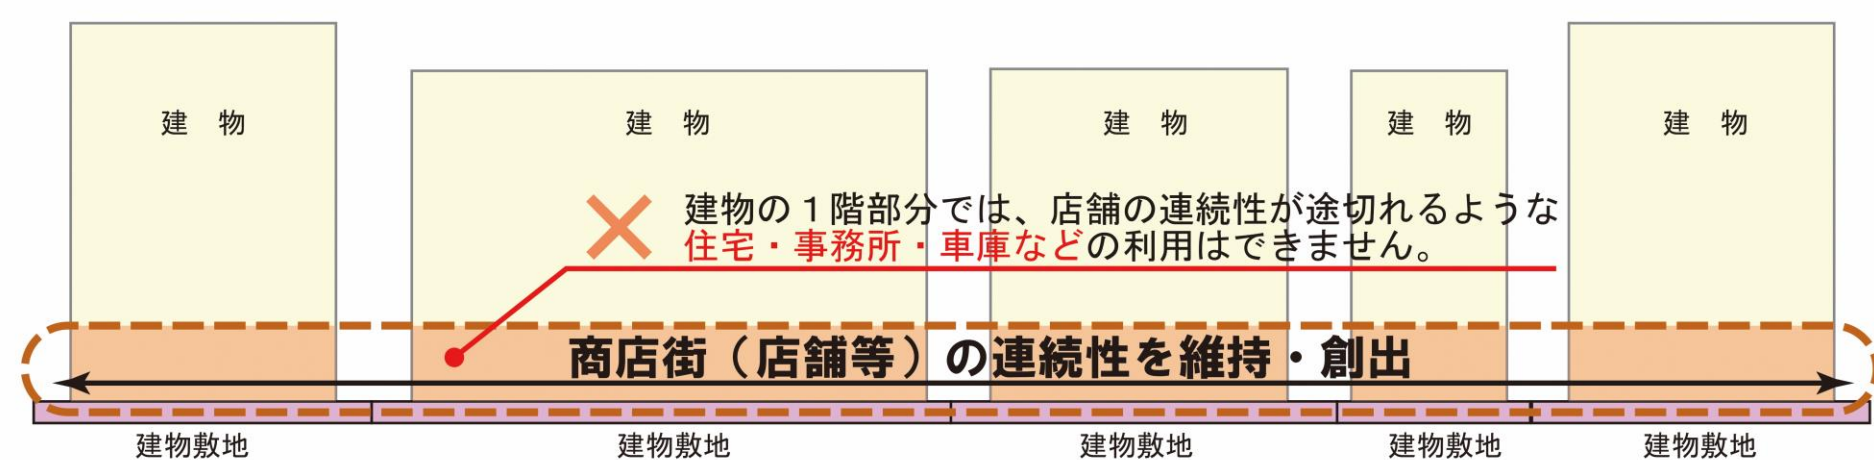 建　物
建　物
建　物
建　物
建　物
建物の１階部分では、店舗の連続性が途切れるような
住宅・事務所・車庫などの利用はできません。
商店街（店舗等）の連続性を維持・創出
建物敷地
建物敷地
建物敷地
建物敷地
建物敷地